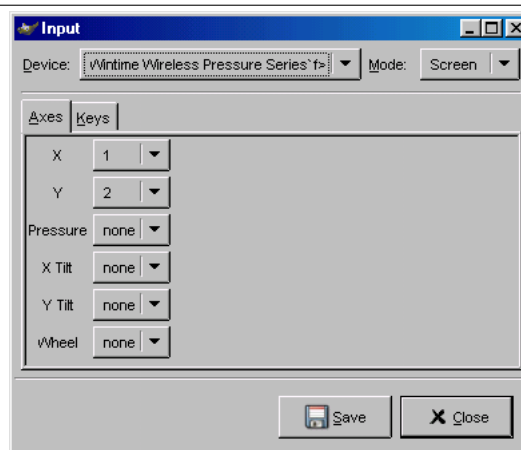 Input
Device: Wintime Wireless Pressure Series`f> Mode: Screen
Axes Keys
X 1
Y 2
Pressure none
X Tilt none
Y Tilt none
Wheel none
Save Close